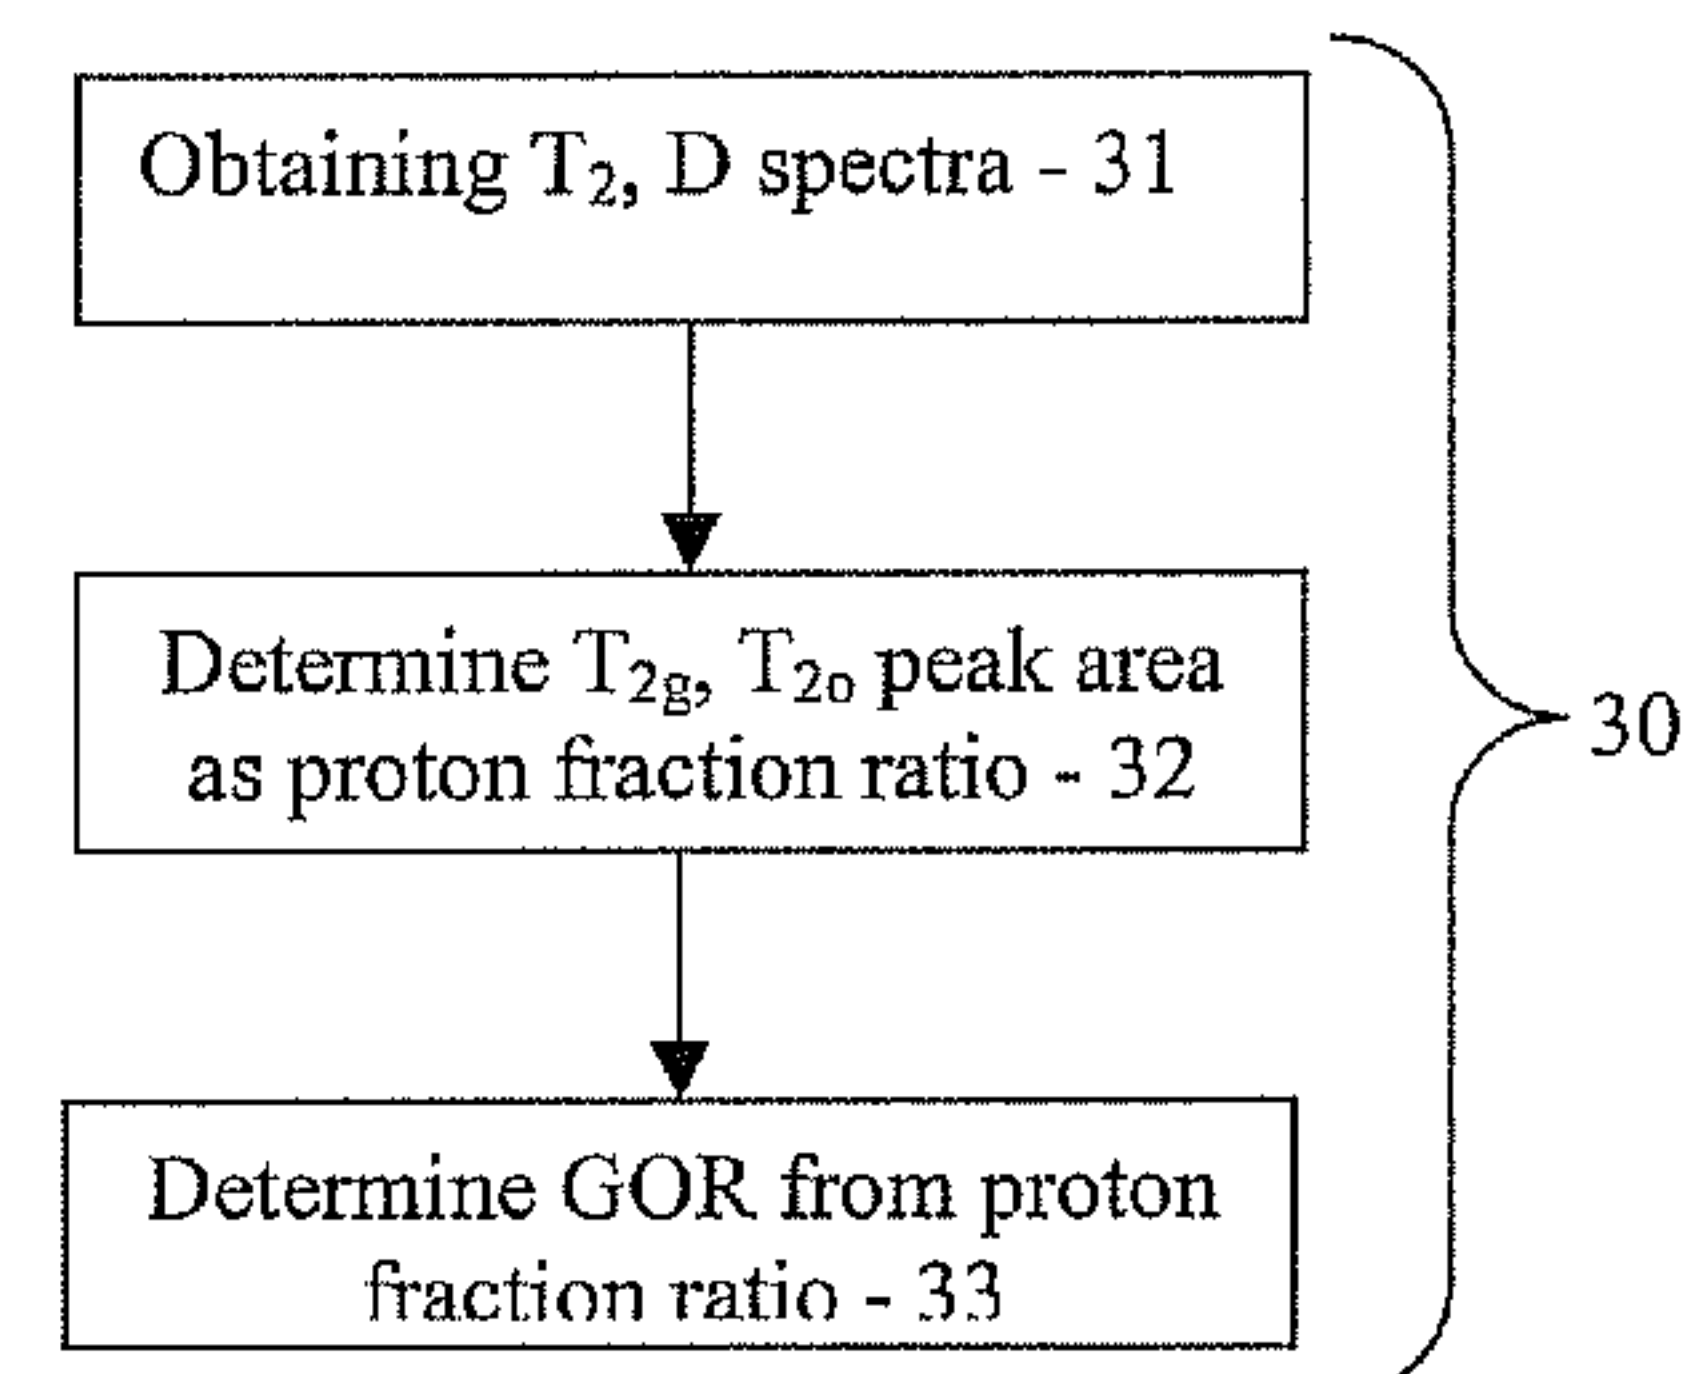 Obtaining T₂, D spectra - 31
Determine T₂g, T₂ₒ peak area
as proton fraction ratio - 32
Determine GOR from proton
fraction ratio - 33
30